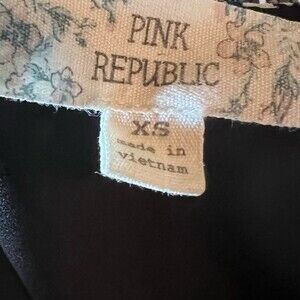 PINK
REPUBLIC
XS
made in
vietnam